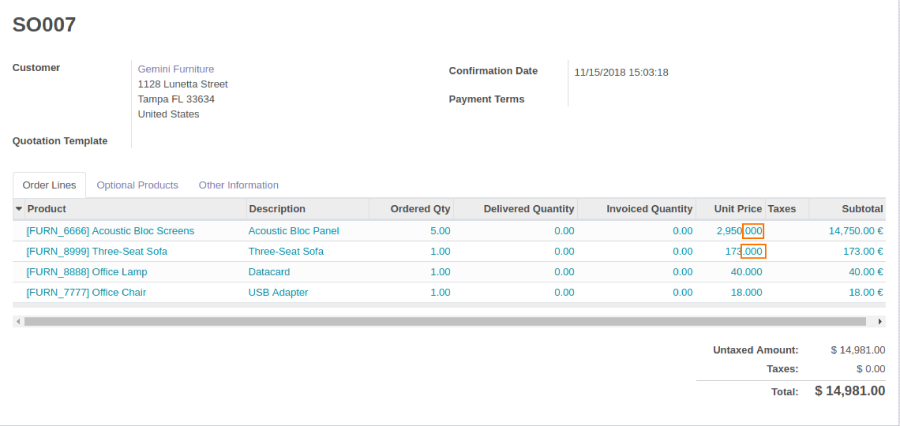 SO007
Customer
Gemini Furniture
1128 Lunetta Street
Tampa FL 33634
United States
Confirmation Date 11/15/2018 15:03:18
Payment Terms
Quotation Template
Order Lines Optional Products Other Information
Product Description Ordered Qty Delivered Quantity Invoiced Quantity Unit Price Taxes Subtotal
[FURN_6666] Acoustic Bloc Screens Acoustic Bloc Panel 5.00 0.00 0.00 2,950.000 14,750.00 €
[FURN_8999] Three-Seat Sofa Three-Seat Sofa 1.00 0.00 0.00 173.000 173.00 €
[FURN_8888] Office Lamp Datacard 1.00 0.00 0.00 40.000 40.00 €
[FURN_7777] Office Chair USB Adapter 1.00 0.00 0.00 18.000 18.00 €
Untaxed Amount: $ 14,981.00
Taxes: $ 0.00
Total: $ 14,981.00